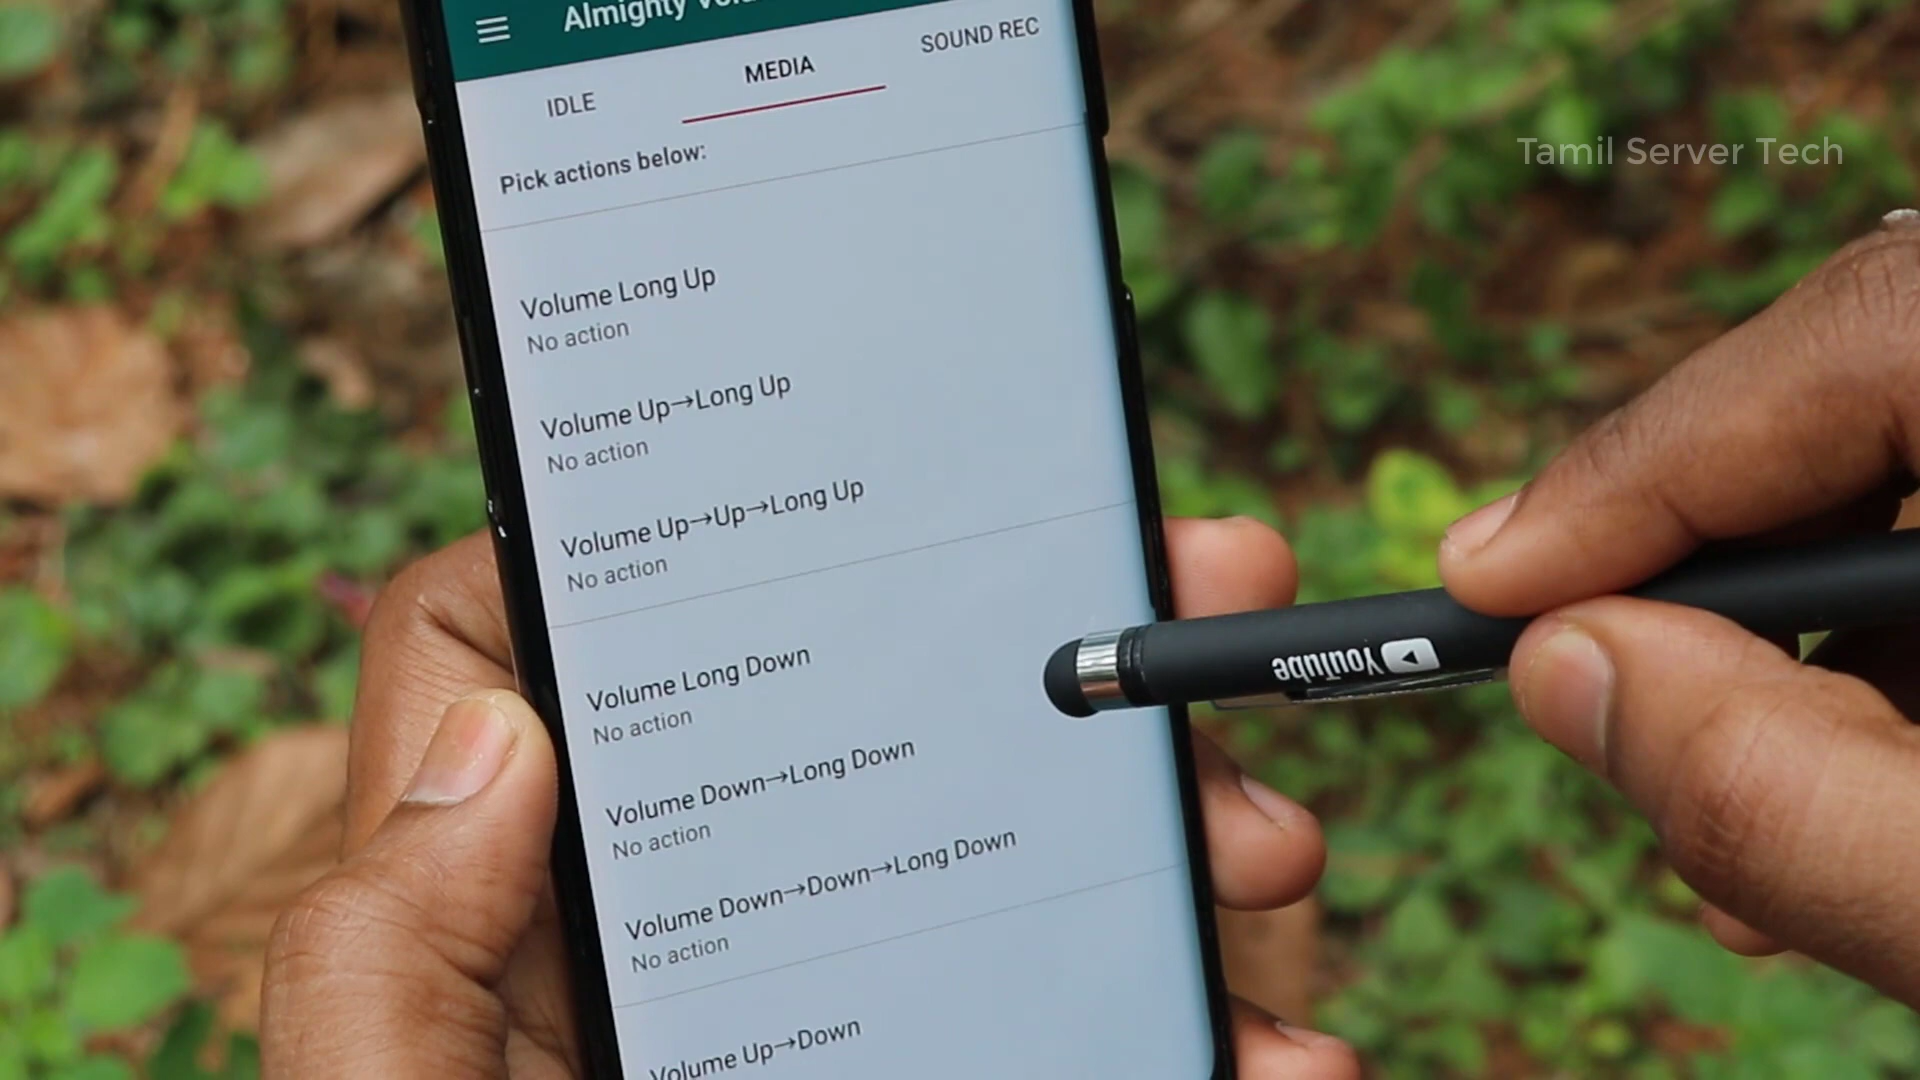 Almighty
IDLE
MEDIA
SOUND REC
Tamil Server Tech
Pick actions below:
Volume Long Up
No action
Volume Up→Long Up
No action
Volume Up→Up→Long Up
No action
Volume Long Down
No action
Volume Down→Long Down
No action
Volume Down→Down→Long Down
No action
Volume Up→Down
YouTube